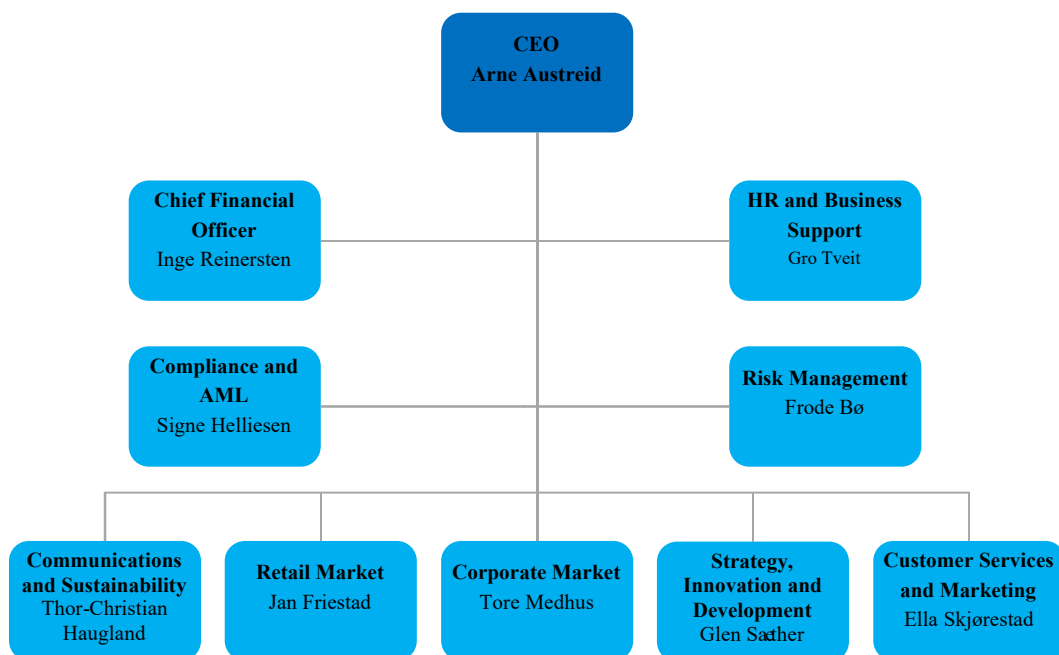 CEO
Arne Austreid
Chief Financial
Officer
Inge Reinersten
HR and Business
Support
Gro Tveit
Compliance and
AML
Signe Helliesen
Risk Management
Frode Bø
Communications
and Sustainability
Thor-Christian
Haugland
Retail Market
Jan Friestad
Corporate Market
Tore Medhus
Strategy,
Innovation and
Development
Glen Sæther
Customer Services
and Marketing
Ella Skjørestad